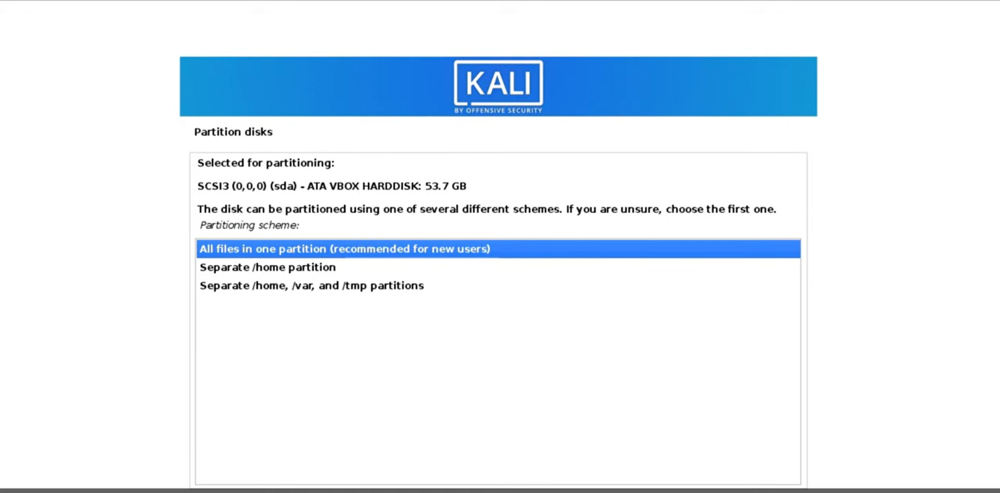 KALI
BY OFFENSIVE SECURITY
Partition disks
Selected for partitioning:
SCSI3 (0,0,0) (sda) - ATA VBOX HARDDISK: 53.7 GB
The disk can be partitioned using one of several different schemes. If you are unsure, choose the first one.
Partitioning scheme:
All files in one partition (recommended for new users)
Separate /home partition
Separate /home, /var, and /tmp partitions